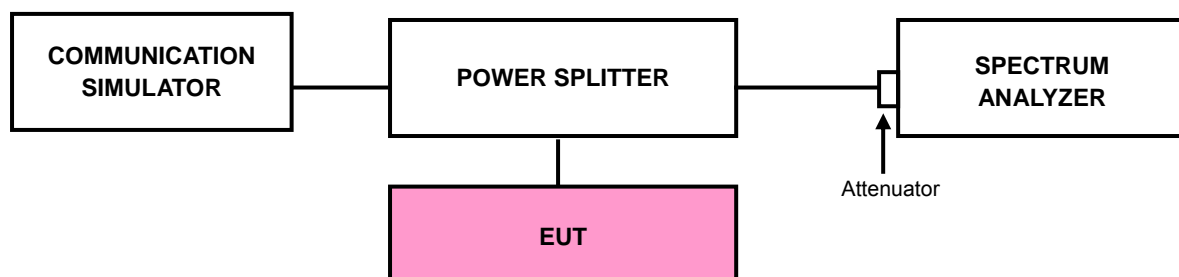 COMMUNICATION
SIMULATOR
POWER SPLITTER
SPECTRUM
ANALYZER
Attenuator
EUT